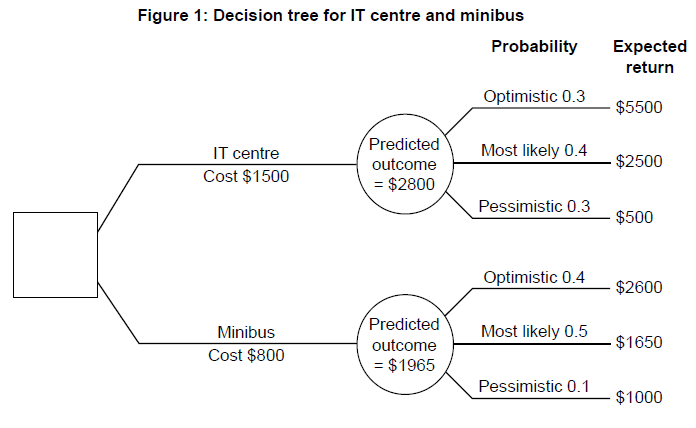 Figure 1: Decision tree for IT centre and minibus
Probability
Expected
return
Optimistic 0.3
$5500
IT centre
Cost $1500
Predicted
outcome
= $2800
Most likely 0.4
$2500
Pessimistic 0.3
$500
Optimistic 0.4
$2600
Minibus
Cost $800
Predicted
outcome
= $1965
Most likely 0.5
$1650
Pessimistic 0.1
$1000